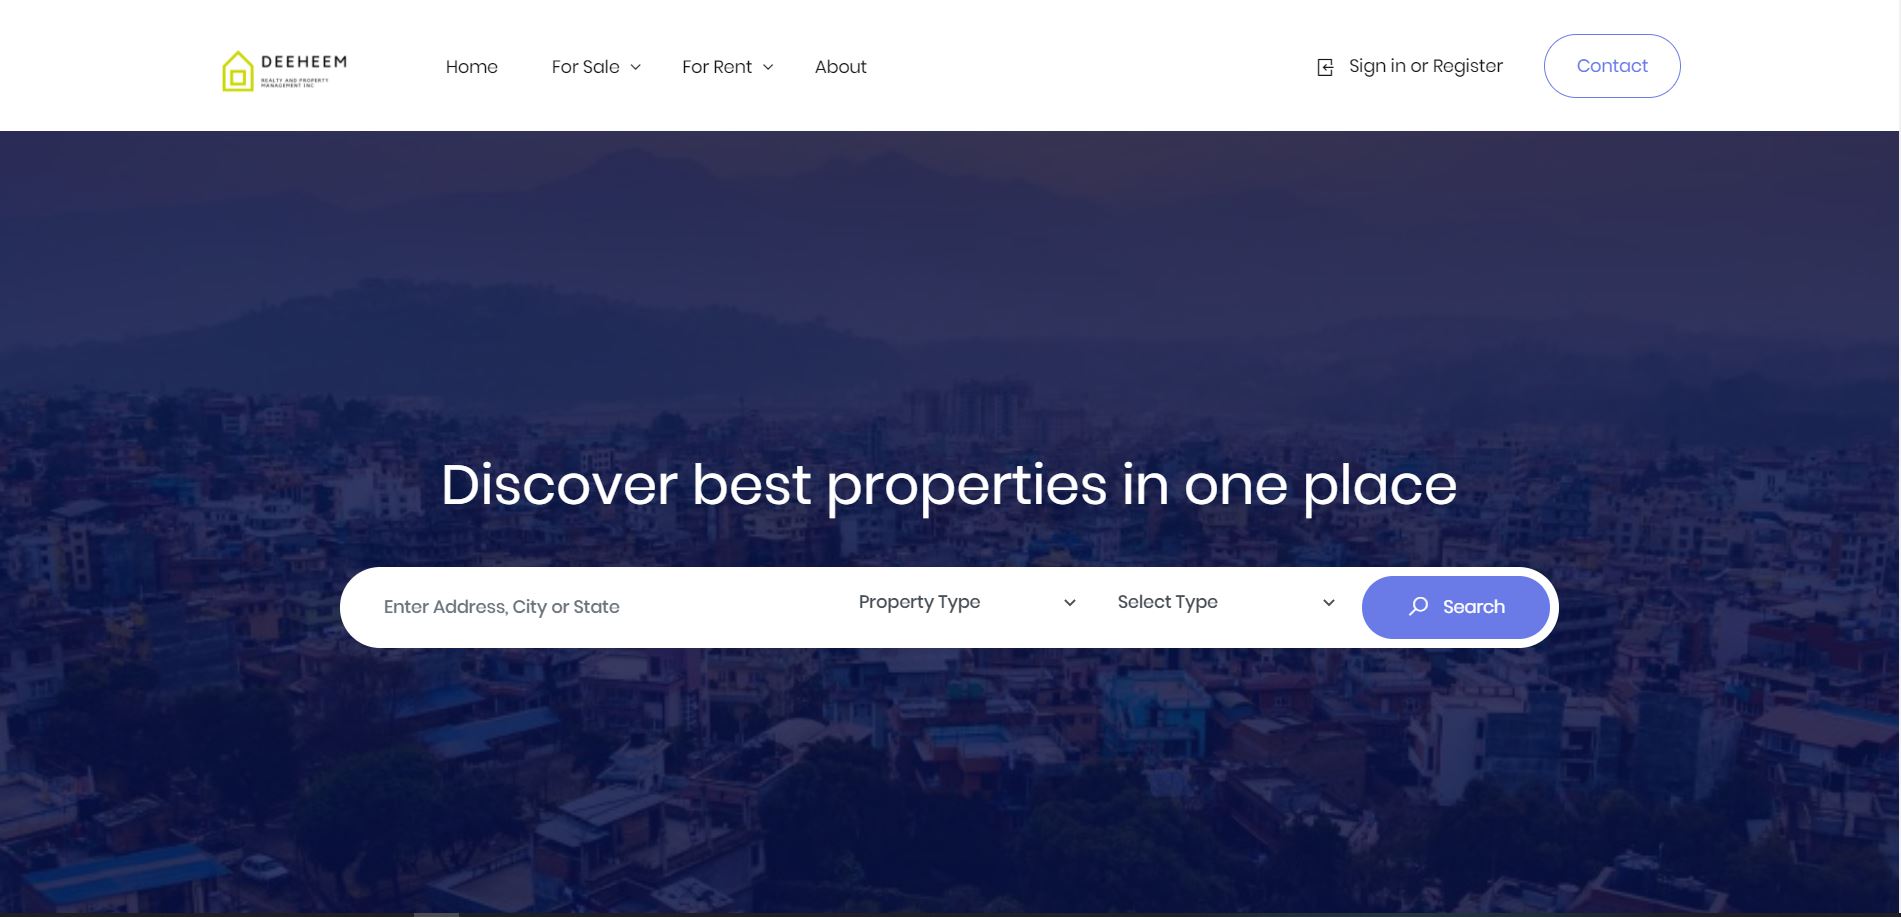 DEEHEEM
REALTY AND PROPERTY
MANAGEMENT INC
Home
For Sale
For Rent
About
Sign in or Register
Contact
Discover best properties in one place
Enter Address, City or State
Property Type
Select Type
Search